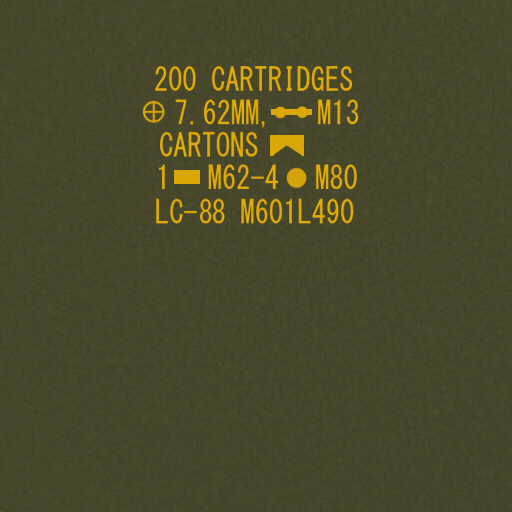 200 CARTRIDGES
7.62MM, M13
CARTONS
1 M62-4 M80
LC-88 M601L490